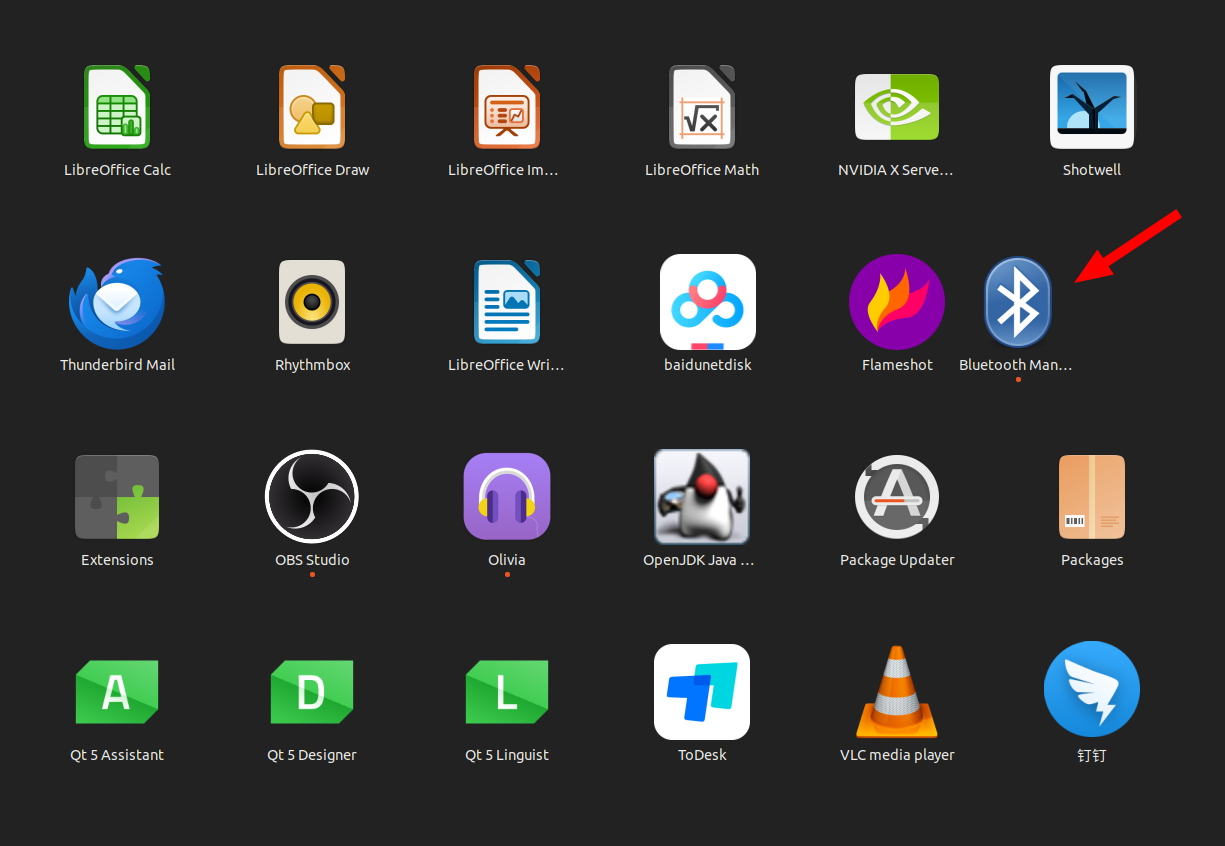 LibreOffice Calc
LibreOffice Draw
LibreOffice Im...
LibreOffice Math
NVIDIA X Serve...
Shotwell
Thunderbird Mail
Rhythmbox
LibreOffice Wri...
baidunetdisk
Flameshot
Bluetooth Man...
Extensions
OBS Studio
Olivia
OpenJDK Java ...
Package Updater
Packages
A
D
L
Qt 5 Assistant
Qt 5 Designer
Qt 5 Linguist
ToDesk
VLC media player
钉钉